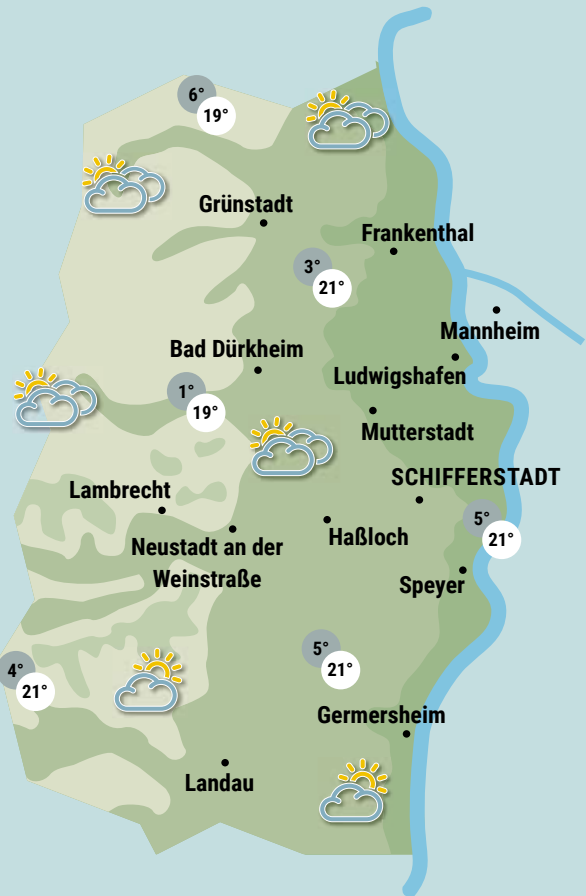 6°
19°
Grünstadt
Frankenthal
3°
21°
Mannheim
Bad Dürkheim
Ludwigshafen
1°
19°
Mutterstadt
SCHIFFERSTADT
Lambrecht
5°
21°
Haßloch
Neustadt an der
Weinstraße
Speyer
5°
21°
4°
21°
Germersheim
Landau